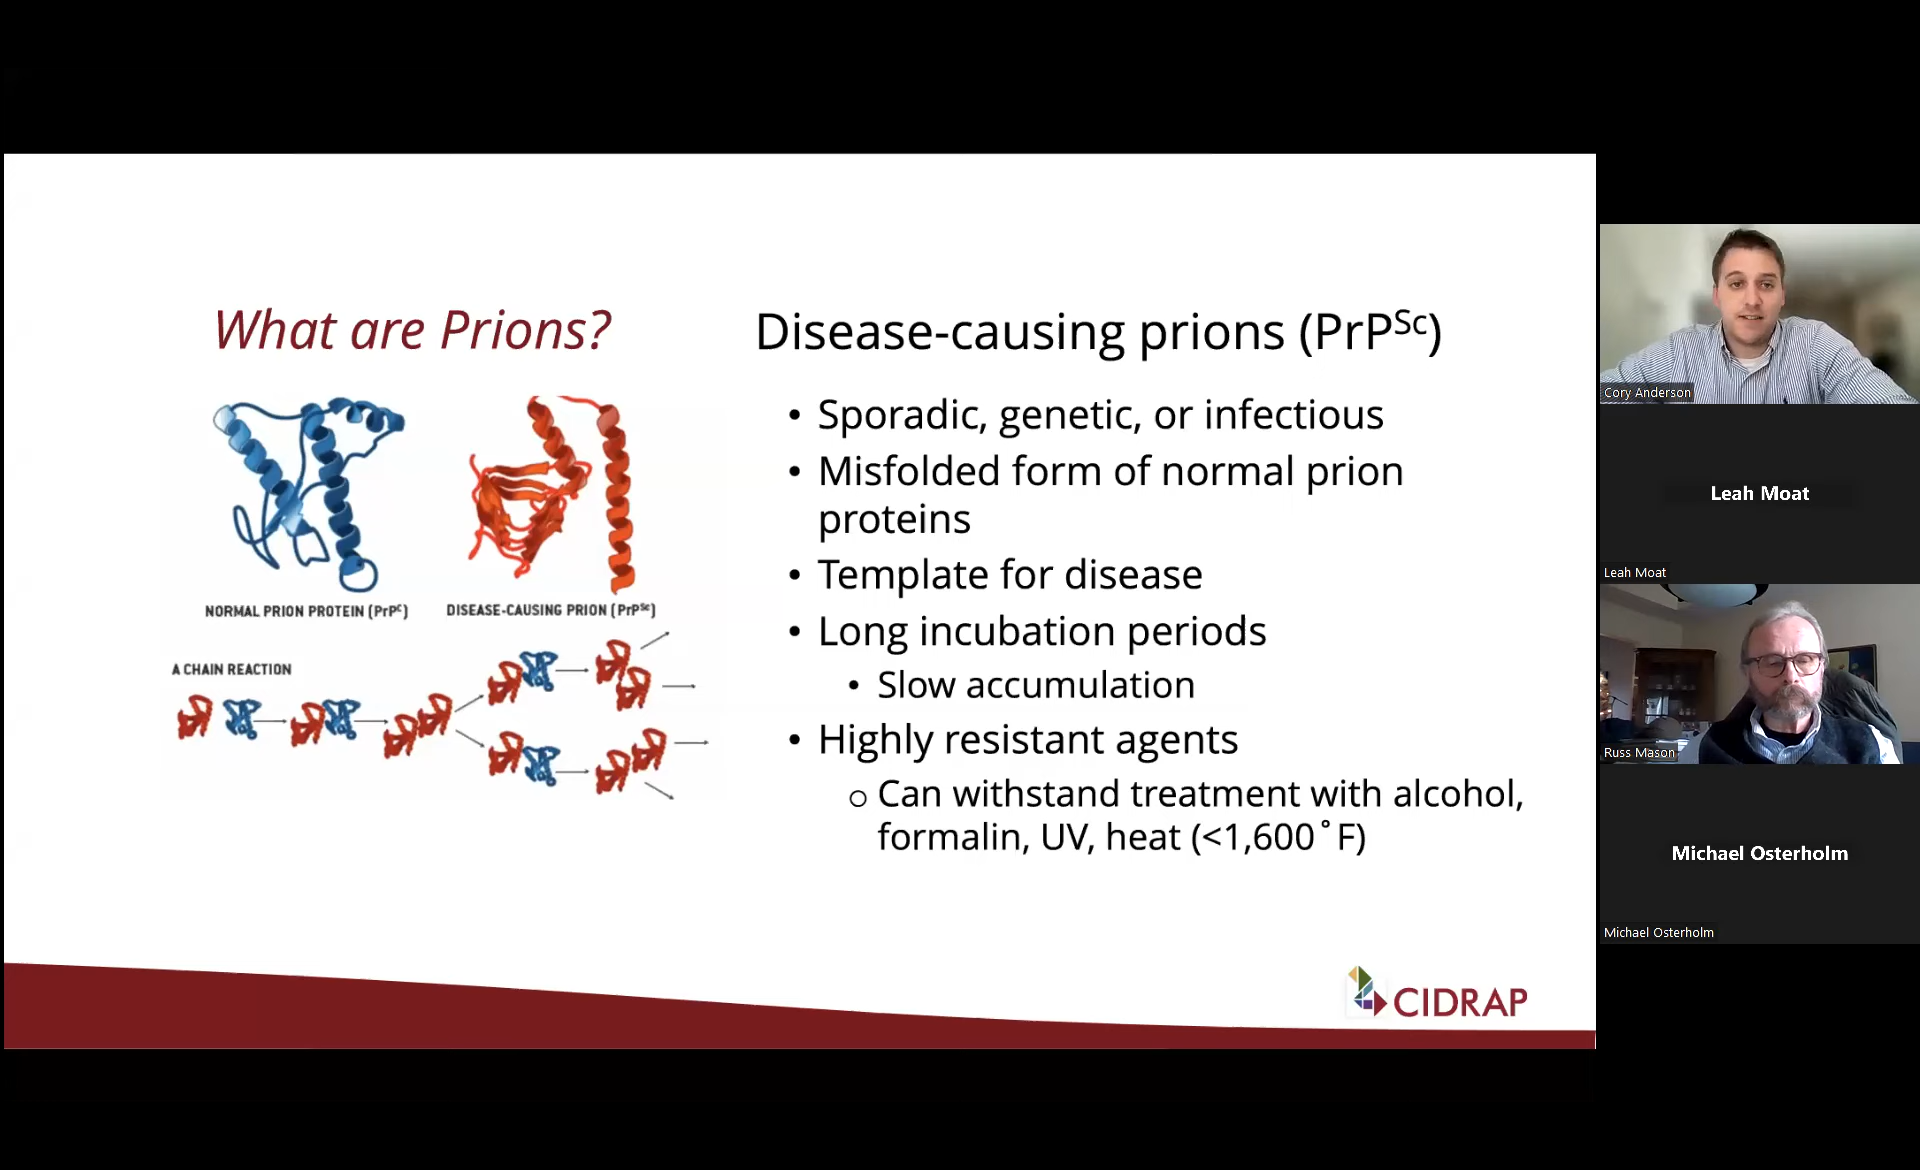 What are Prions?
NORMAL PRION PROTEIN (PrPᶜ)
DISEASE-CAUSING PRION (PrPˢᶜ)
A CHAIN REACTION
Disease-causing prions (PrPˢᶜ)
• Sporadic, genetic, or infectious
• Misfolded form of normal prion
proteins
• Template for disease
• Long incubation periods
• Slow accumulation
• Highly resistant agents
o Can withstand treatment with alcohol,
formalin, UV, heat (<1,600˚F)
CIDRAP
Cory Anderson
Leah Moat
Leah Moat
Russ Mason
Michael Osterholm
Michael Osterholm